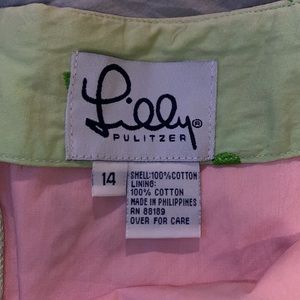 Lilly®
PULITZER
14
SHELL:100%COTTON
LINING:
100% COTTON
MADE IN PHILIPPINES
RN 88189
OVER FOR CARE